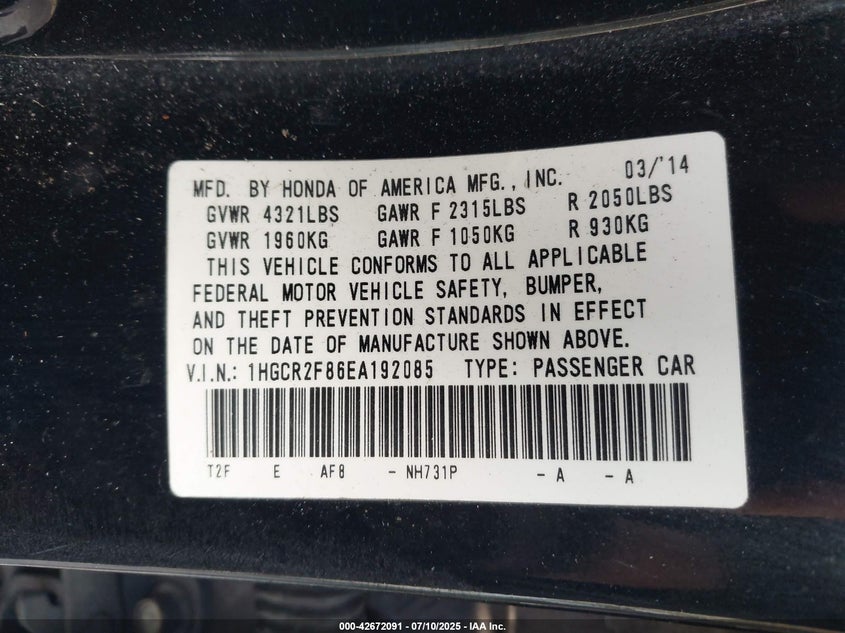 MFD. BY HONDA OF AMERICA MFG., INC. 03/'14
GVWR 4321LBS GAWR F 2315LBS R 2050LBS
GVWR 1960KG GAWR F 1050KG R 930KG
THIS VEHICLE CONFORMS TO ALL APPLICABLE
FEDERAL MOTOR VEHICLE SAFETY, BUMPER,
AND THEFT PREVENTION STANDARDS IN EFFECT
ON THE DATE OF MANUFACTURE SHOWN ABOVE.
V.I.N.: 1HGCR2F86EA192085 TYPE: PASSENGER CAR
T2F E AF8 - NH731P - A - A
000-42672091 - 07/10/2025 - IAA Inc.